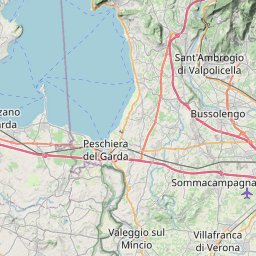 Sant'Ambrogio
di Valpolicella
Bussolengo
zano
arda
Peschiera
del Garda
Sommacampagna
Valeggio sul
Mincio
Villafranca
di Verona